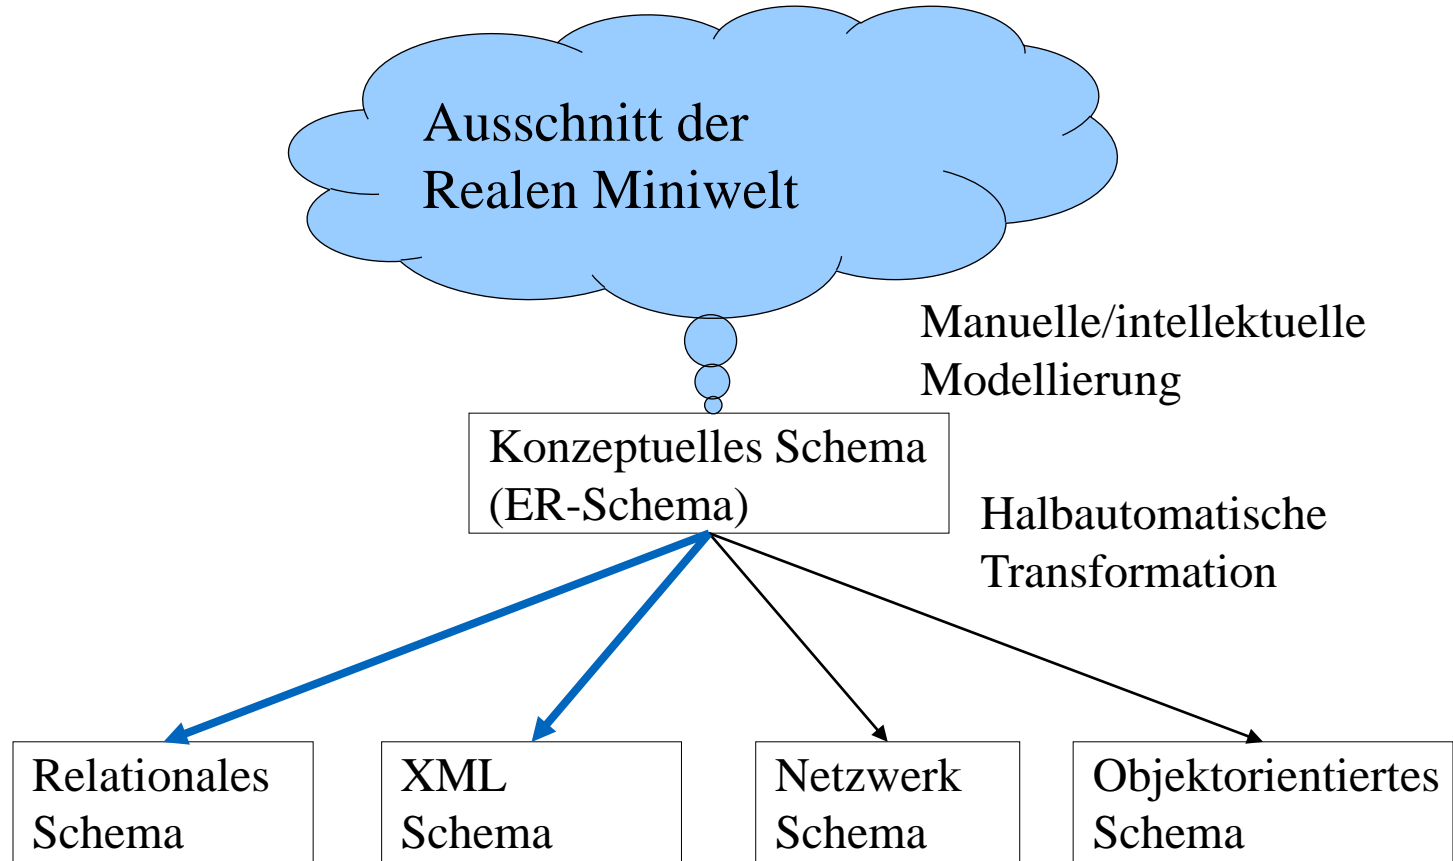 Ausschnitt der
Realen Miniwelt
Manuelle/intellektuelle
Modellierung
Konzeptuelles Schema
(ER-Schema)
Halbautomatische
Transformation
Relationales
Schema
XML
Schema
Netzwerk
Schema
Objektorientiertes
Schema